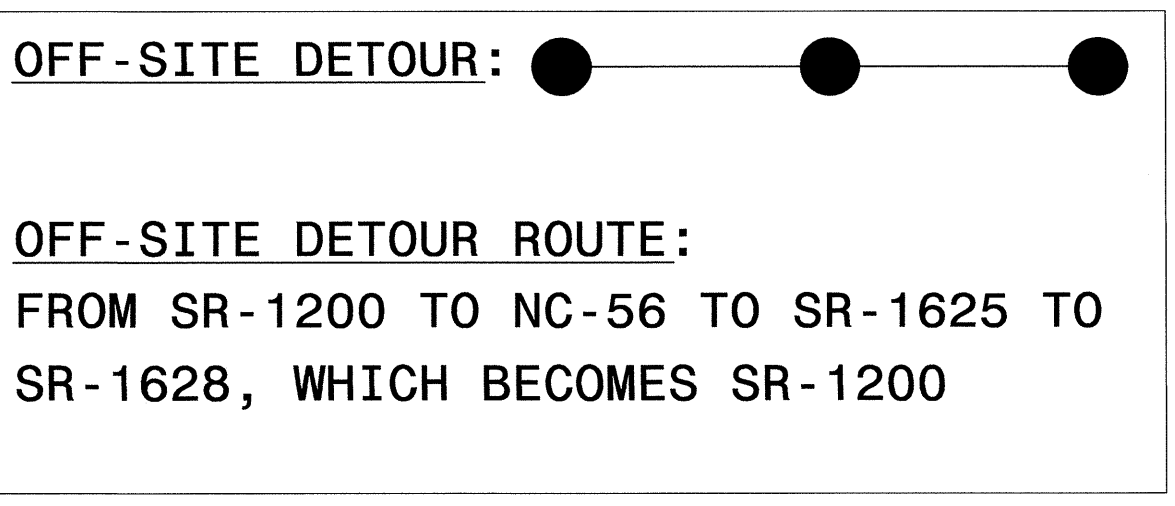 OFF-SITE DETOUR:
OFF-SITE DETOUR ROUTE:
FROM SR-1200 TO NC-56 TO SR-1625 TO
SR-1628, WHICH BECOMES SR-1200